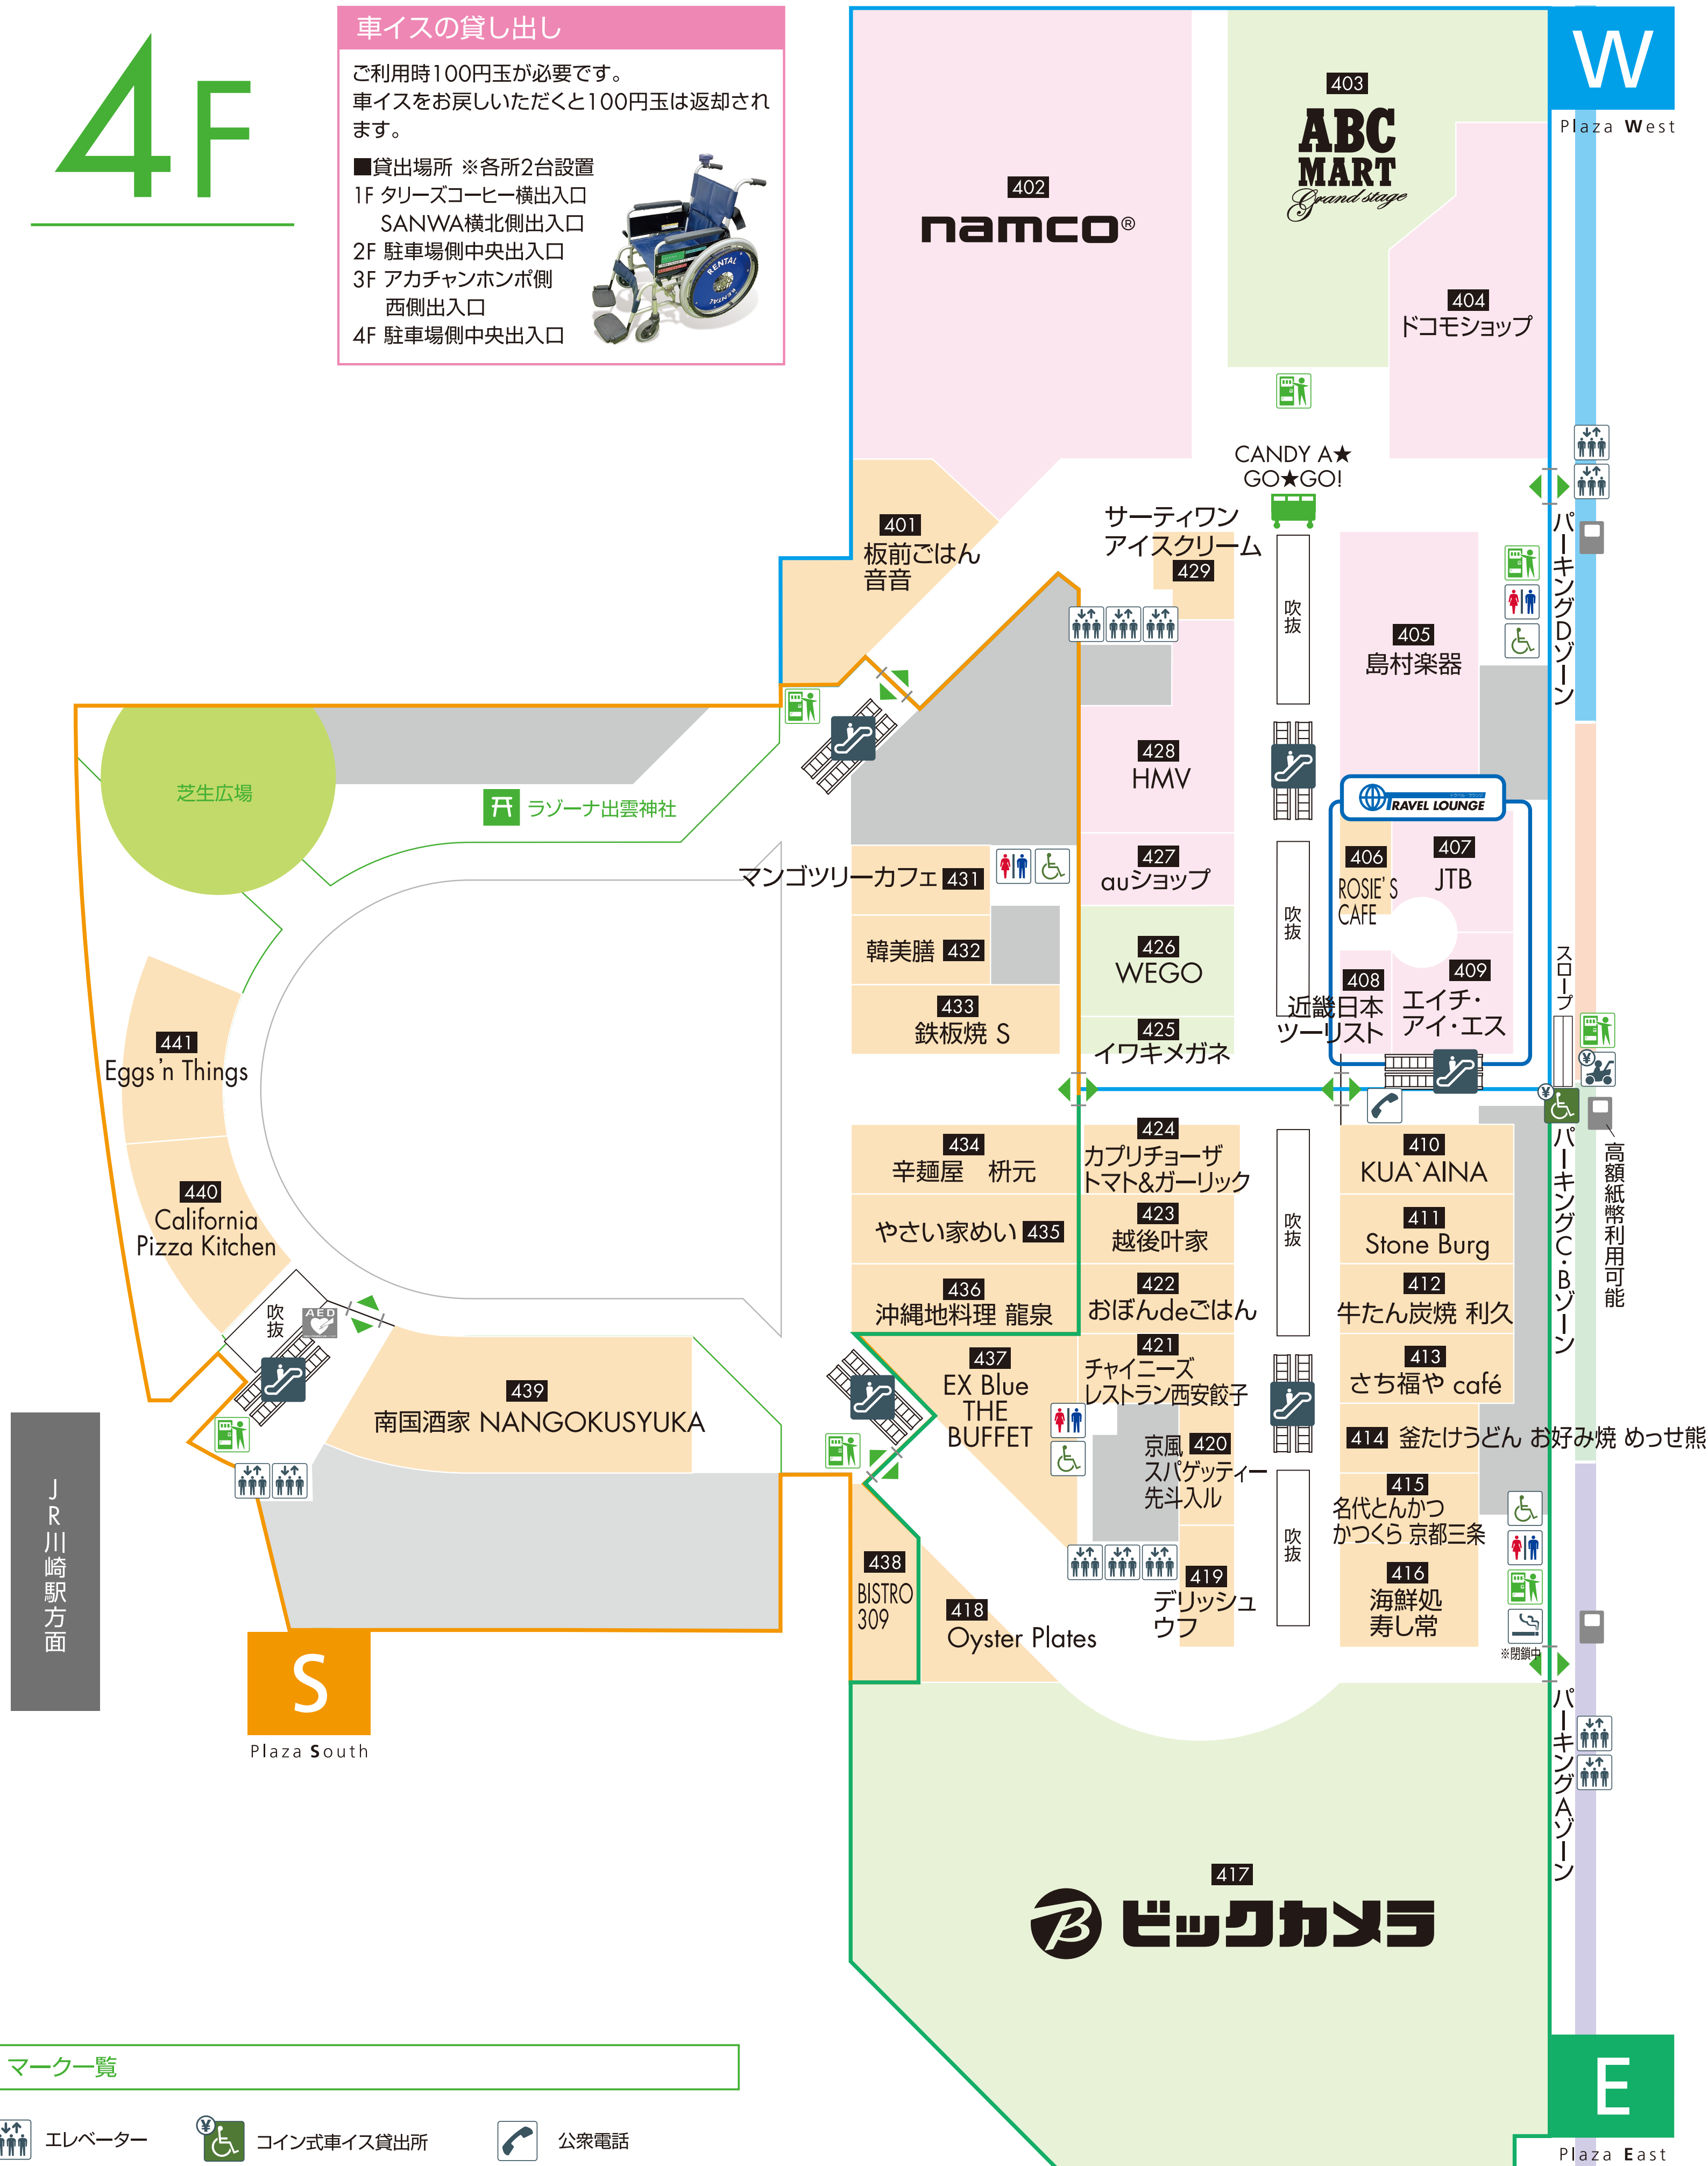 4F
車イスの貸し出し
ご利用時100円玉が必要です。
車イスをお戻しいただくと100円玉は返却され
ます。
■貸出場所 ※各所2台設置
1F タリーズコーヒー横出入口
SANWA横北側出入口
2F 駐車場側中央出入口
3F アカチャンホンポ側
西側出入口
4F 駐車場側中央出入口
RENTAL
RENTAL
W
Plaza West
403
ABC
MART
Grand stage
402
namco®
404
ドコモショップ
CANDY A★
GO★GO!
401
板前ごはん
音音
サーティワン
アイスクリーム
429
吹抜
パーキングDゾーン
405
島村楽器
428
HMV
芝生広場
ラゾーナ出雲神社
トラベル・ラウンジ
TRAVEL LOUNGE
マンゴツリーカフェ 431
427
auショップ
吹抜
406
ROSIE'S
CAFE
407
JTB
韓美膳 432
426
WEGO
408
近畿日本
ツーリスト
409
エイチ・
アイ・エス
スロープ
433
鉄板焼 S
425
イワキメガネ
441
Eggs 'n Things
¥
¥
434
辛麺屋 枡元
424
カプリチョーザ
トマト&ガーリック
吹抜
410
KUA`AINA
パーキングC・Bゾーン
高額紙幣利用可能
440
California
Pizza Kitchen
やさい家めい 435
423
越後叶家
411
Stone Burg
436
沖縄地料理 龍泉
422
おぼんdeごはん
412
牛たん炭焼 利久
吹抜
AED
437
EX Blue
THE
BUFFET
421
チャイニーズ
レストラン西安餃子
413
さち福や café
439
南国酒家 NANGOKUSYUKA
京風 420
スパゲッティー
先斗入ル
414 釜たけうどん お好み焼 めっせ熊
415
名代とんかつ
かつくら 京都三条
吹抜
JR川崎駅方面
438
BISTRO
309
418
Oyster Plates
419
デリッシュ
ウフ
416
海鮮処
寿し常
※閉鎖中
S
Plaza South
パーキングAゾーン
417
ビックカメラ
E
Plaza East
マーク一覧
エレベーター
¥
コイン式車イス貸出所
公衆電話